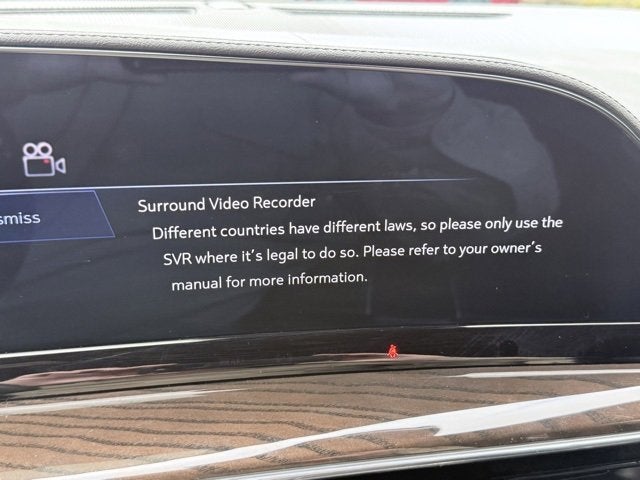 smiss
Surround Video Recorder
Different countries have different laws, so please only use the
SVR where it's legal to do so. Please refer to your owner's
manual for more information.